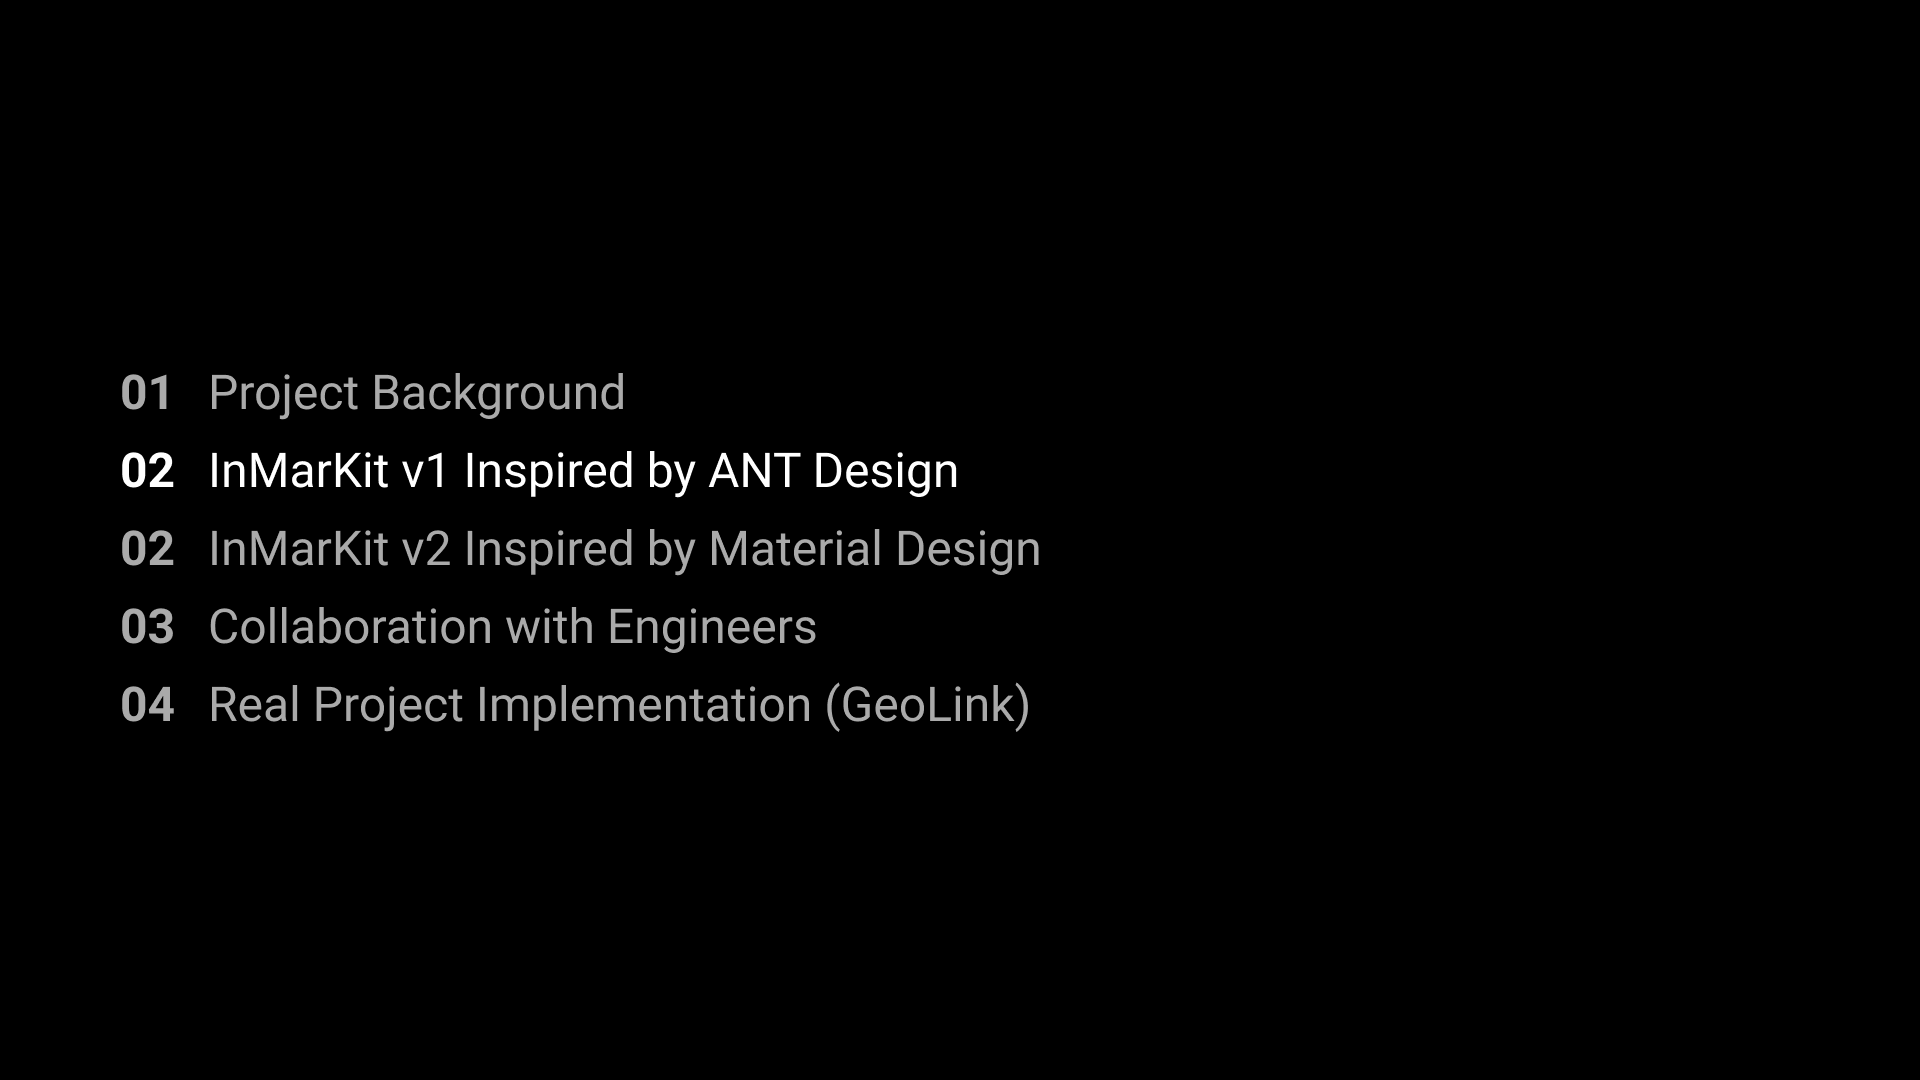 01 Project Background
02 InMarKit v1 Inspired by ANT Design
02 InMarKit v2 Inspired by Material Design
03 Collaboration with Engineers
04 Real Project Implementation (GeoLink)